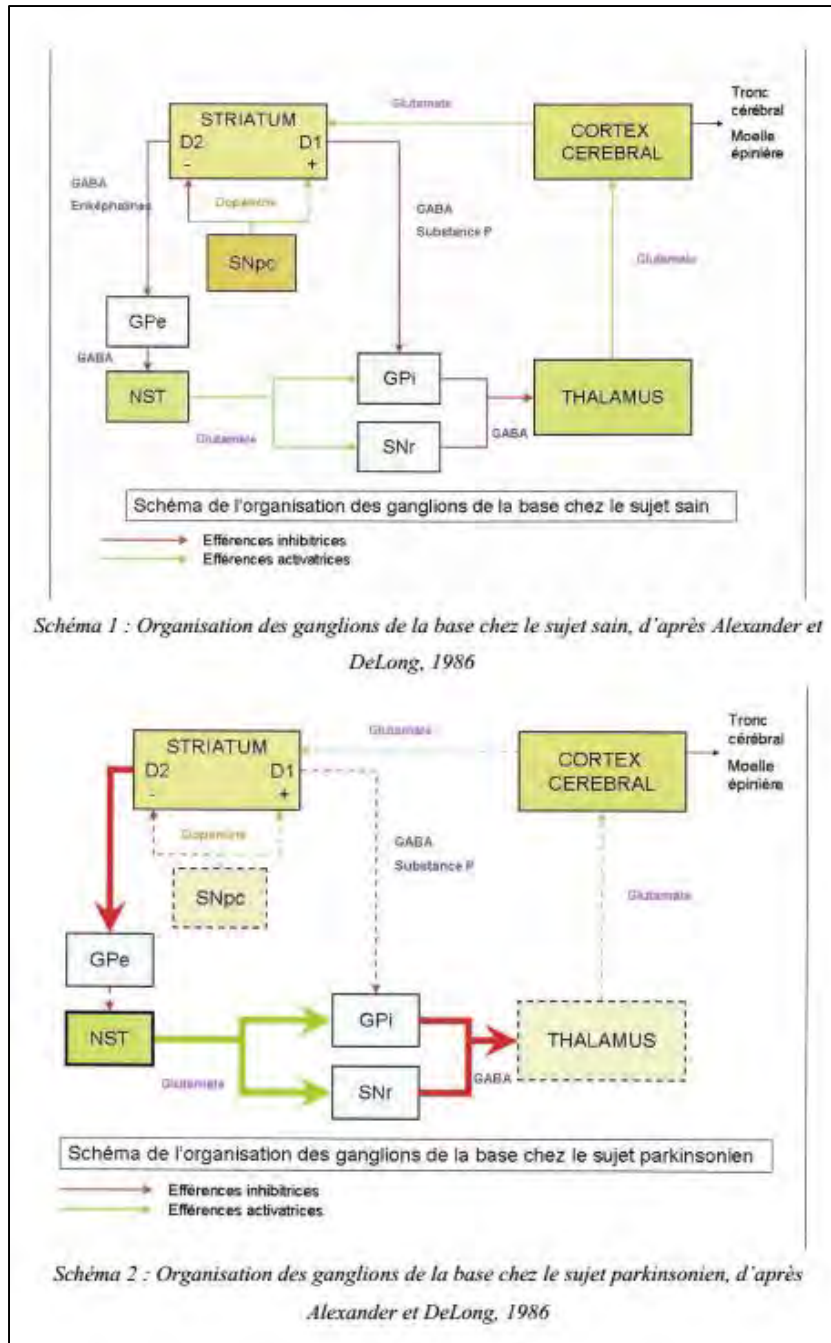 Glutamate
Tronc
cérébral
Moelle
épinière
STRIATUM
D2 D1
- +
CORTEX
CEREBRAL
GABA
Enképhalines
Dopamine
GABA
Substance P
SNpc
Glutamate
GPe
GABA
NST
GPi
THALAMUS
Glutamate
SNr
GABA
Schéma de l'organisation des ganglions de la base chez le sujet sain
Efférences inhibitrices
Efférences activatrices
Schéma 1 : Organisation des ganglions de la base chez le sujet sain, d'après Alexander et
DeLong, 1986
Glutamate
Tronc
cérébral
Moelle
épinière
STRIATUM
D2 D1
- +
CORTEX
CEREBRAL
Dopamine
GABA
Substance P
SNpc
Glutamate
GPe
NST
GPi
THALAMUS
Glutamate
SNr
GABA
Schéma de l'organisation des ganglions de la base chez le sujet parkinsonien
Efférences inhibitrices
Efférences activatrices
Schéma 2 : Organisation des ganglions de la base chez le sujet parkinsonien, d'après
Alexander et DeLong, 1986